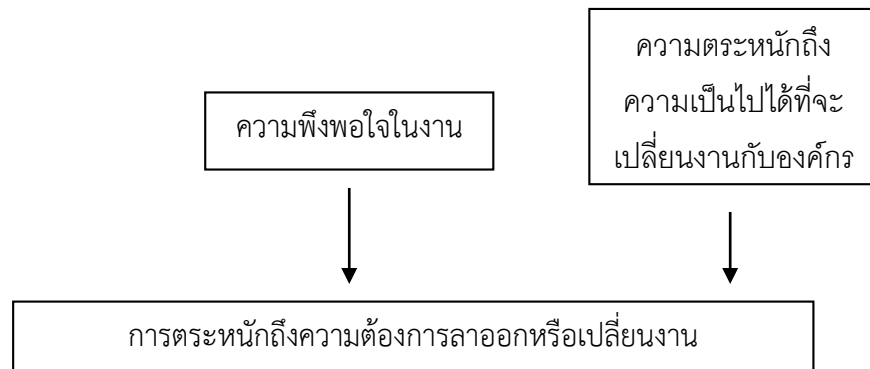 ความตระหนักถึง
ความเป็นไปได้ที่จะ
เปลี่ยนงานกับองค์กร
ความพึงพอใจในงาน
การตระหนักถึงความต้องการลาออกหรือเปลี่ยนงาน